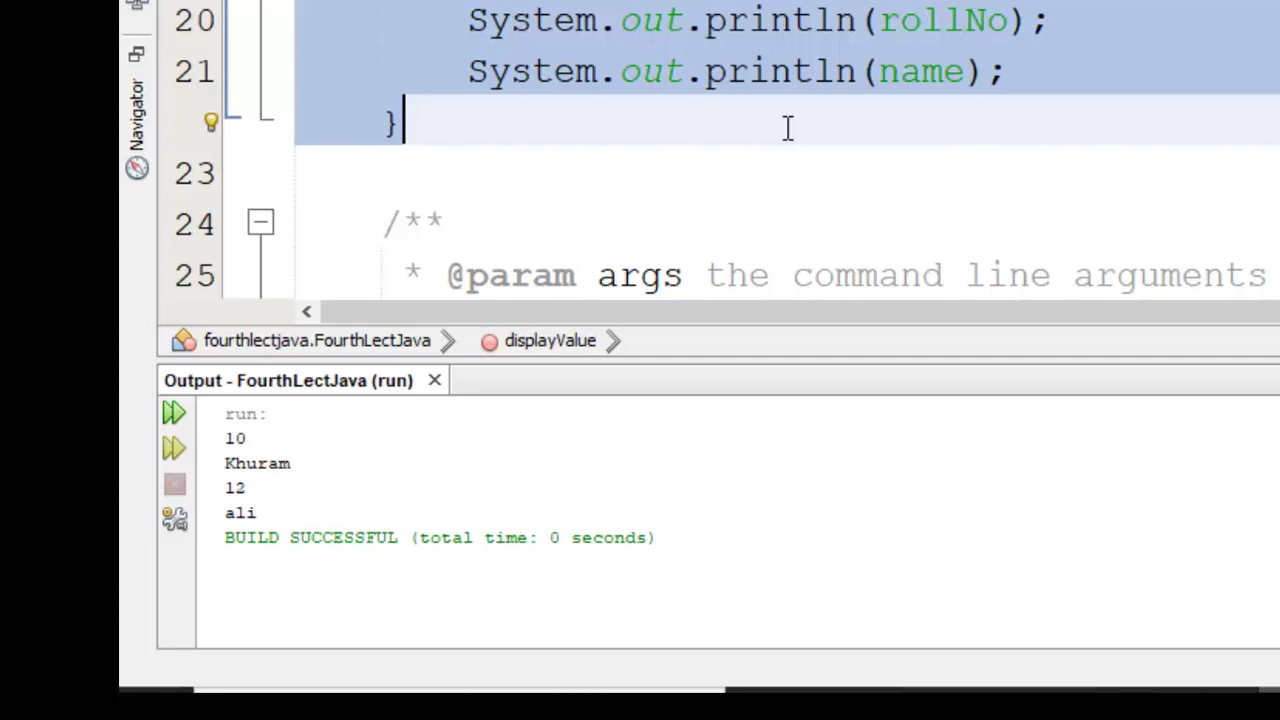 20 System.out.println(rollNo);
21 System.out.println(name);
}
23
24 /**
25 * @param args the command line arguments
Navigator
fourthlectjava.FourthLectJava displayValue
Output - FourthLectJava (run)
run:
10
Khuram
12
ali
BUILD SUCCESSFUL (total time: 0 seconds)